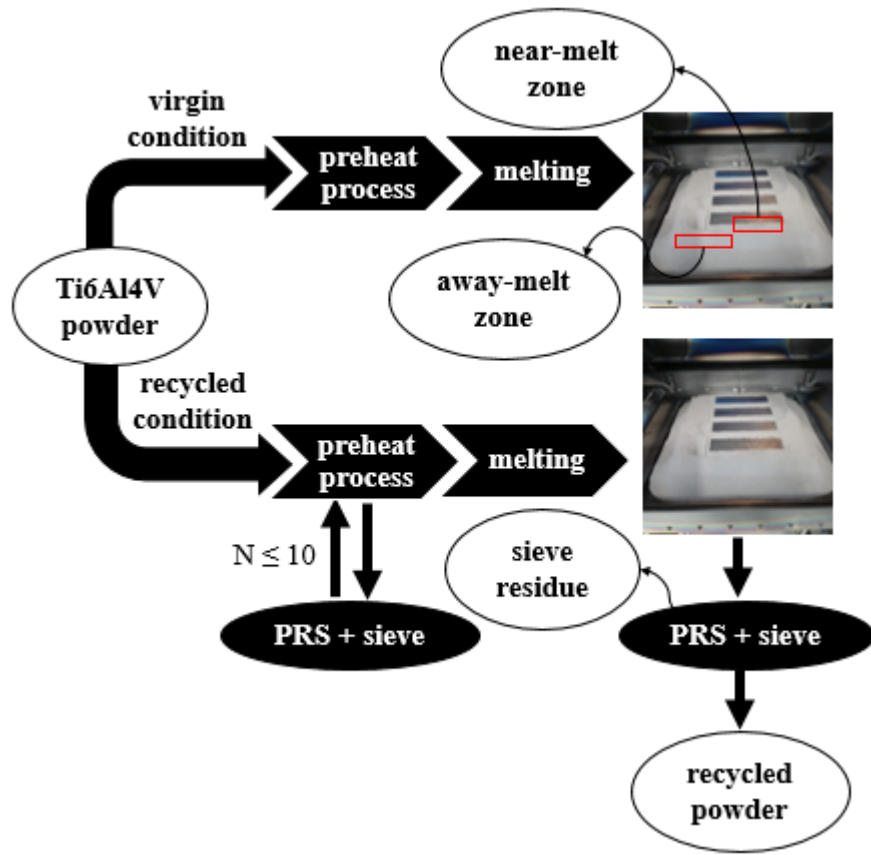 near-melt
zone
virgin
condition
preheat
process
melting
Ti6Al4V
powder
away-melt
zone
recycled
condition
preheat
process
melting
N ≤ 10
sieve
residue
PRS + sieve
PRS + sieve
recycled
powder